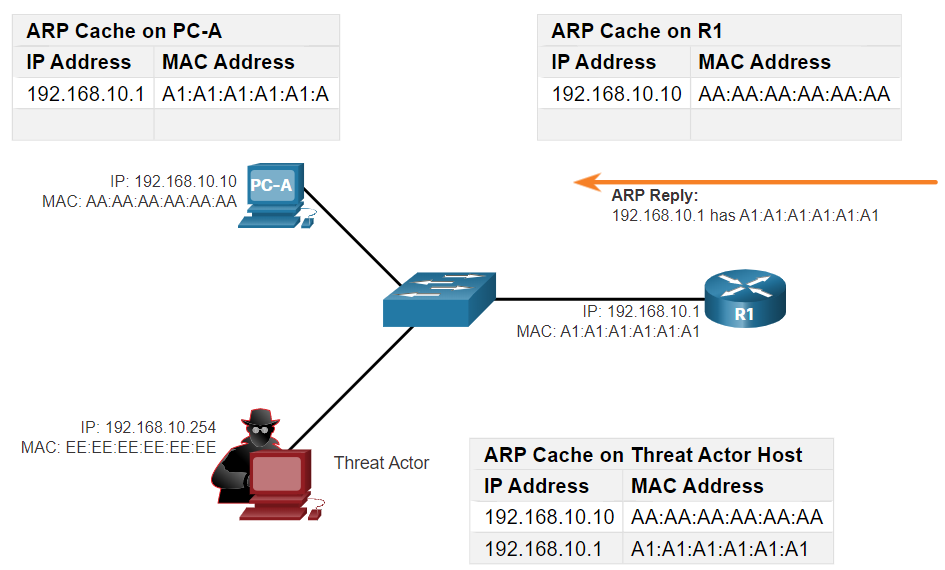 ARP Cache on PC-A
IP Address MAC Address
192.168.10.1 A1:A1:A1:A1:A1:A
ARP Cache on R1
IP Address MAC Address
192.168.10.10 AA:AA:AA:AA:AA:AA
IP: 192.168.10.10
MAC: AA:AA:AA:AA:AA:AA
PC-A
ARP Reply:
192.168.10.1 has A1:A1:A1:A1:A1:A1
IP: 192.168.10.1
MAC: A1:A1:A1:A1:A1:A1
R1
IP: 192.168.10.254
MAC: EE:EE:EE:EE:EE:EE
Threat Actor
ARP Cache on Threat Actor Host
IP Address MAC Address
192.168.10.10 AA:AA:AA:AA:AA:AA
192.168.10.1 A1:A1:A1:A1:A1:A1